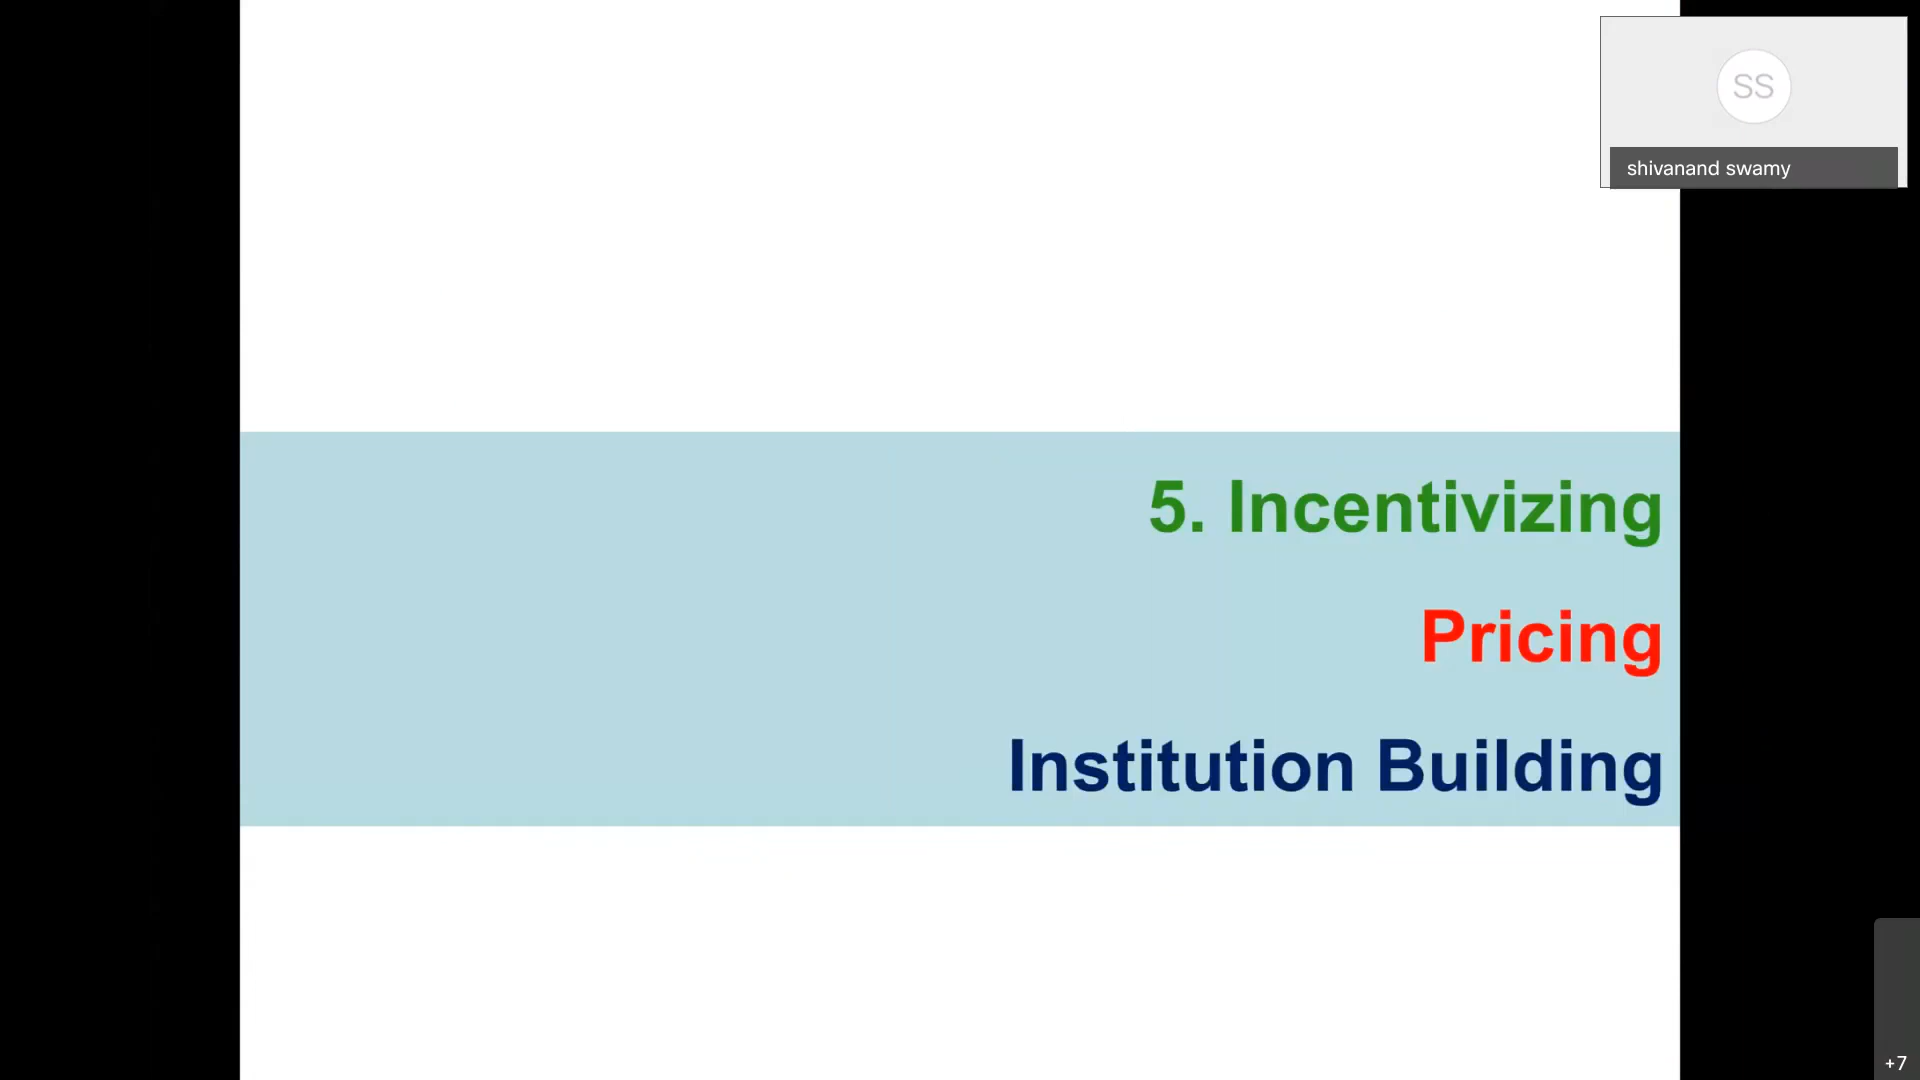 SS
shivanand swamy
5. Incentivizing
Pricing
Institution Building
+7